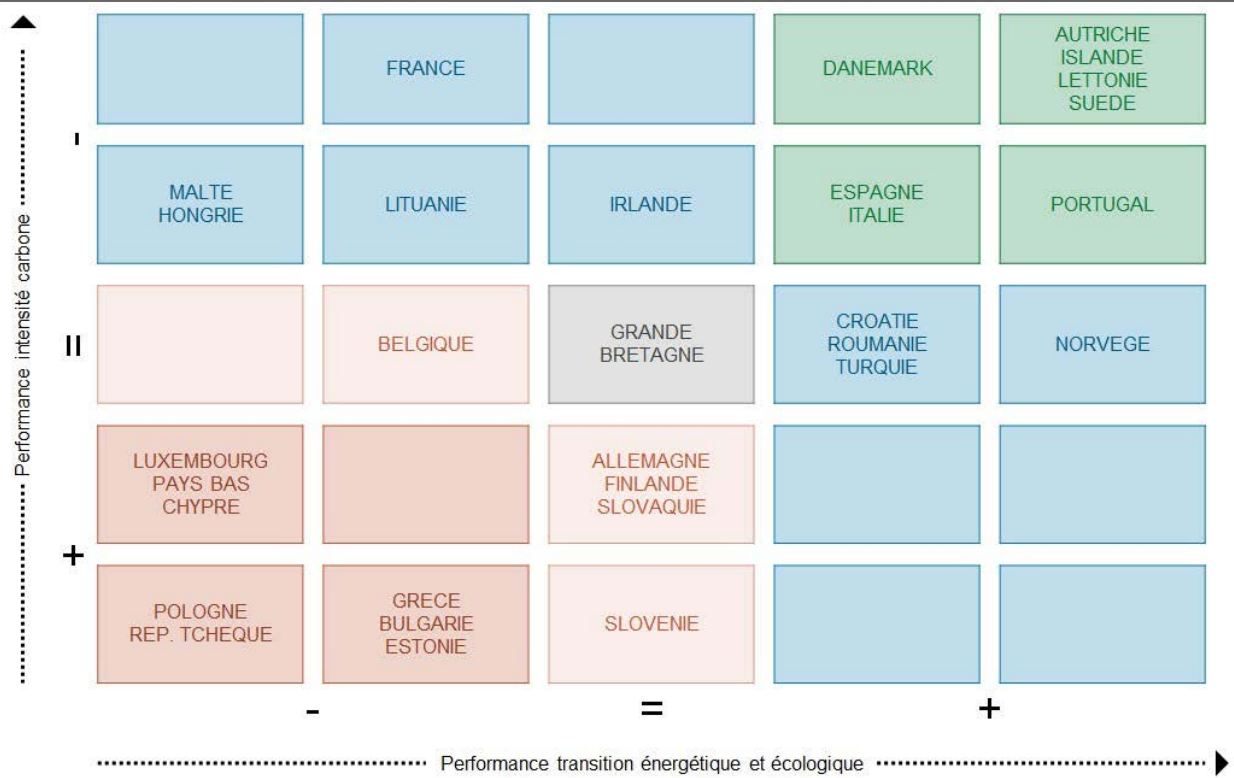 FRANCE
DANEMARK
AUTRICHE
ISLANDE
LETTONIE
SUEDE
-
MALTE
HONGRIE
LITUANIE
IRLANDE
ESPAGNE
ITALIE
PORTUGAL
Performance intensité carbone
=
BELGIQUE
GRANDE
BRETAGNE
CROATIE
ROUMANIE
TURQUIE
NORVEGE
LUXEMBOURG
PAYS BAS
CHYPRE
ALLEMAGNE
FINLANDE
SLOVAQUIE
+
POLOGNE
REP. TCHEQUE
GRECE
BULGARIE
ESTONIE
SLOVENIE
- = +
Performance transition énergétique et écologique